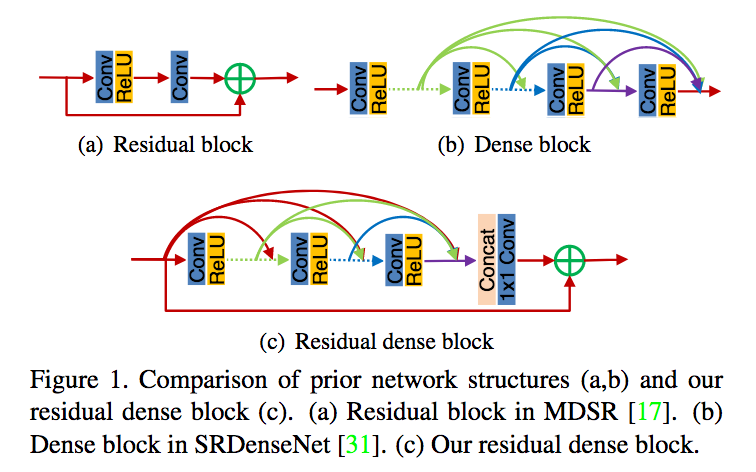 Conv
ReLU
Conv
(a) Residual block
Conv
ReLU
Conv
ReLU
Conv
ReLU
Conv
ReLU
(b) Dense block
Conv
ReLU
Conv
ReLU
Conv
ReLU
Concat
1x1 Conv
(c) Residual dense block
Figure 1. Comparison of prior network structures (a,b) and our
residual dense block (c). (a) Residual block in MDSR [17]. (b)
Dense block in SRDenseNet [31]. (c) Our residual dense block.